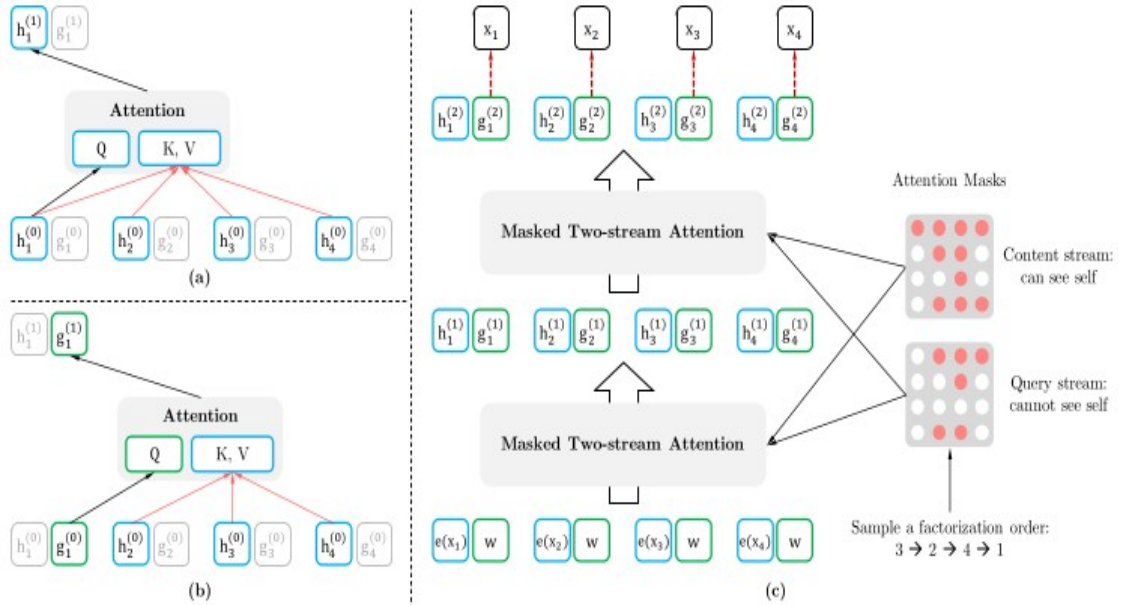 h₁⁽¹⁾ g₁⁽¹⁾
Attention
Q K, V
h₁⁽⁰⁾ g₁⁽⁰⁾ h₂⁽⁰⁾ g₂⁽⁰⁾ h₃⁽⁰⁾ g₃⁽⁰⁾ h₄⁽⁰⁾ g₄⁽⁰⁾
(a)
h₁⁽¹⁾ g₁⁽¹⁾
Attention
Q K, V
h₁⁽⁰⁾ g₁⁽⁰⁾ h₂⁽⁰⁾ g₂⁽⁰⁾ h₃⁽⁰⁾ g₃⁽⁰⁾ h₄⁽⁰⁾ g₄⁽⁰⁾
(b)
x₁ x₂ x₃ x₄
h₁⁽²⁾ g₁⁽²⁾ h₂⁽²⁾ g₂⁽²⁾ h₃⁽²⁾ g₃⁽²⁾ h₄⁽²⁾ g₄⁽²⁾
Masked Two-stream Attention
h₁⁽¹⁾ g₁⁽¹⁾ h₂⁽¹⁾ g₂⁽¹⁾ h₃⁽¹⁾ g₃⁽¹⁾ h₄⁽¹⁾ g₄⁽¹⁾
Masked Two-stream Attention
e(x₁) w e(x₂) w e(x₃) w e(x₄) w
(c)
Attention Masks
Content stream:
can see self
Query stream:
cannot see self
Sample a factorization order:
3 → 2 → 4 → 1